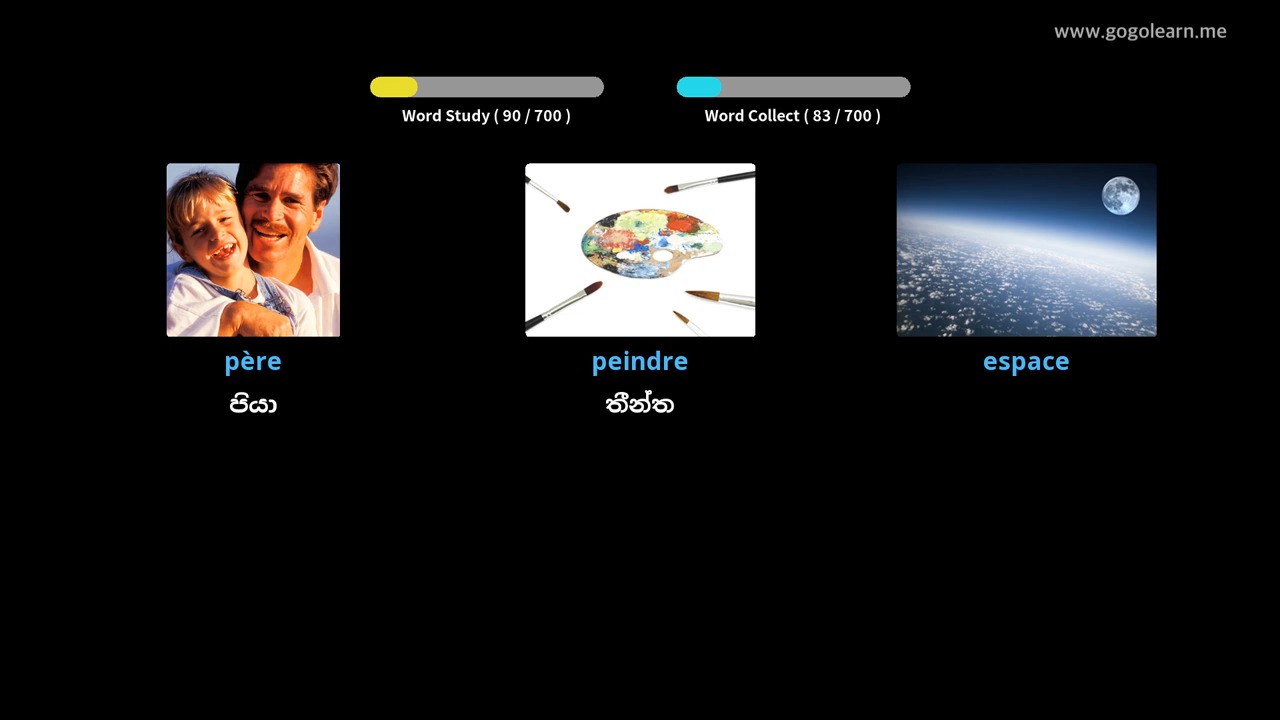 www.gogolearn.me
Word Study ( 90 / 700 )
Word Collect ( 83 / 700 )
père
peindre
espace
පියා
තීන්ත